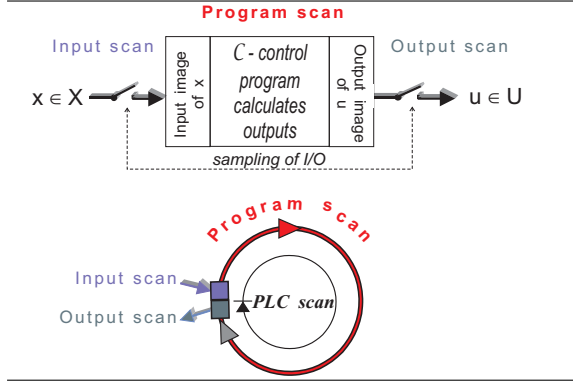 Program scan
Input scan
Output scan
x ∈ X
Input image
of x
C - control
program
calculates
outputs
Output image
of u
u ∈ U
sampling of I/O
Program scan
Input scan
Output scan
PLC scan